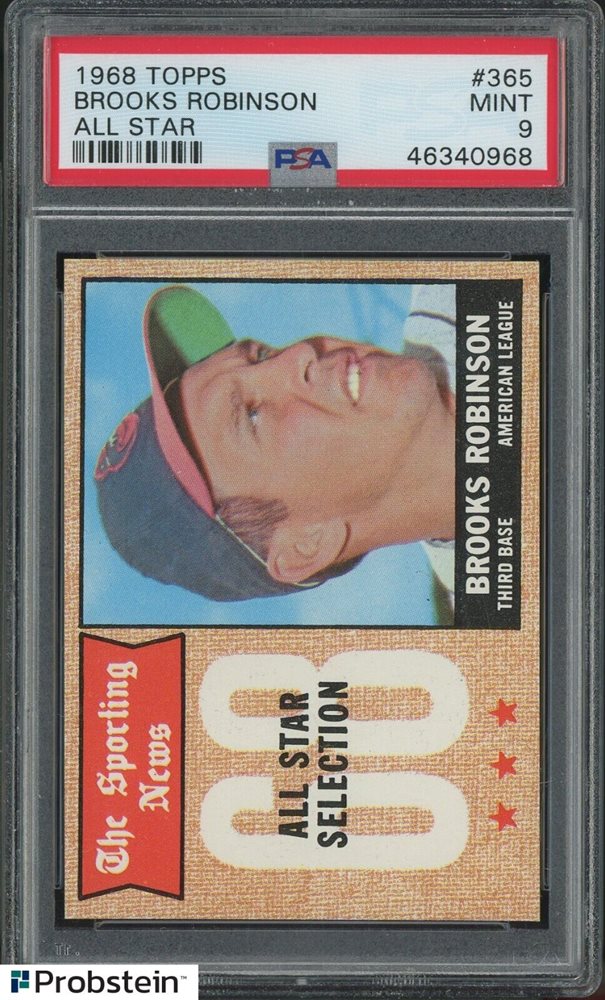 1968 TOPPS #365
BROOKS ROBINSON MINT
ALL STAR 9
PSA 46340968
The Sporting
News
ALL STAR
SELECTION
68
BROOKS ROBINSON
THIRD BASE AMERICAN LEAGUE
Probstein™